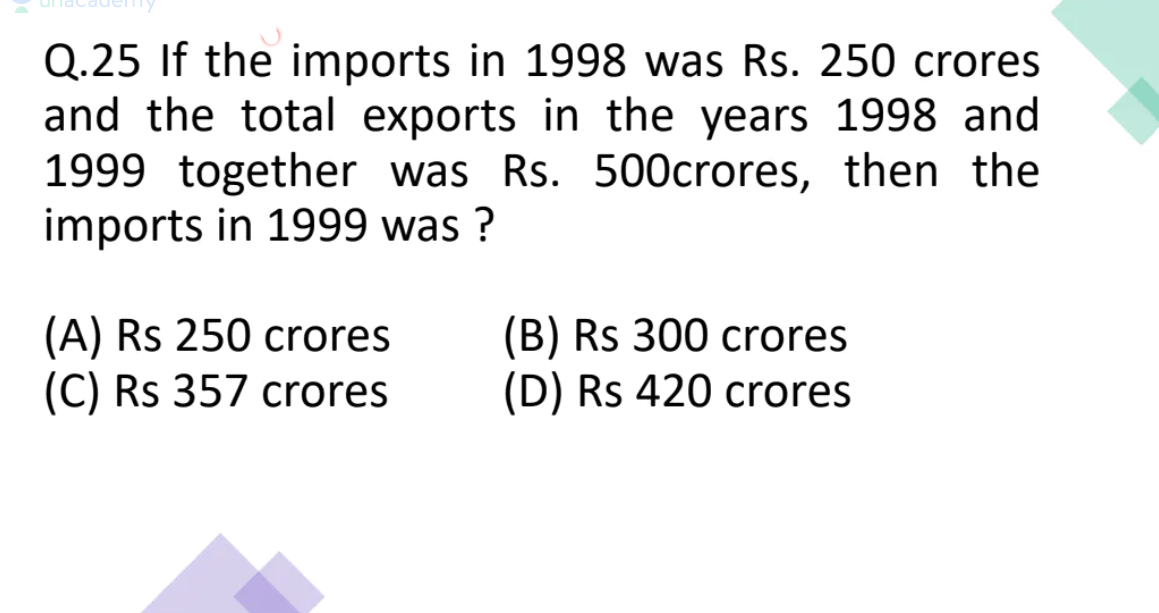 unacademy
Q.25 If the imports in 1998 was Rs. 250 crores
and the total exports in the years 1998 and
1999 together was Rs. 500crores, then the
imports in 1999 was ?
(A) Rs 250 crores (B) Rs 300 crores
(C) Rs 357 crores (D) Rs 420 crores